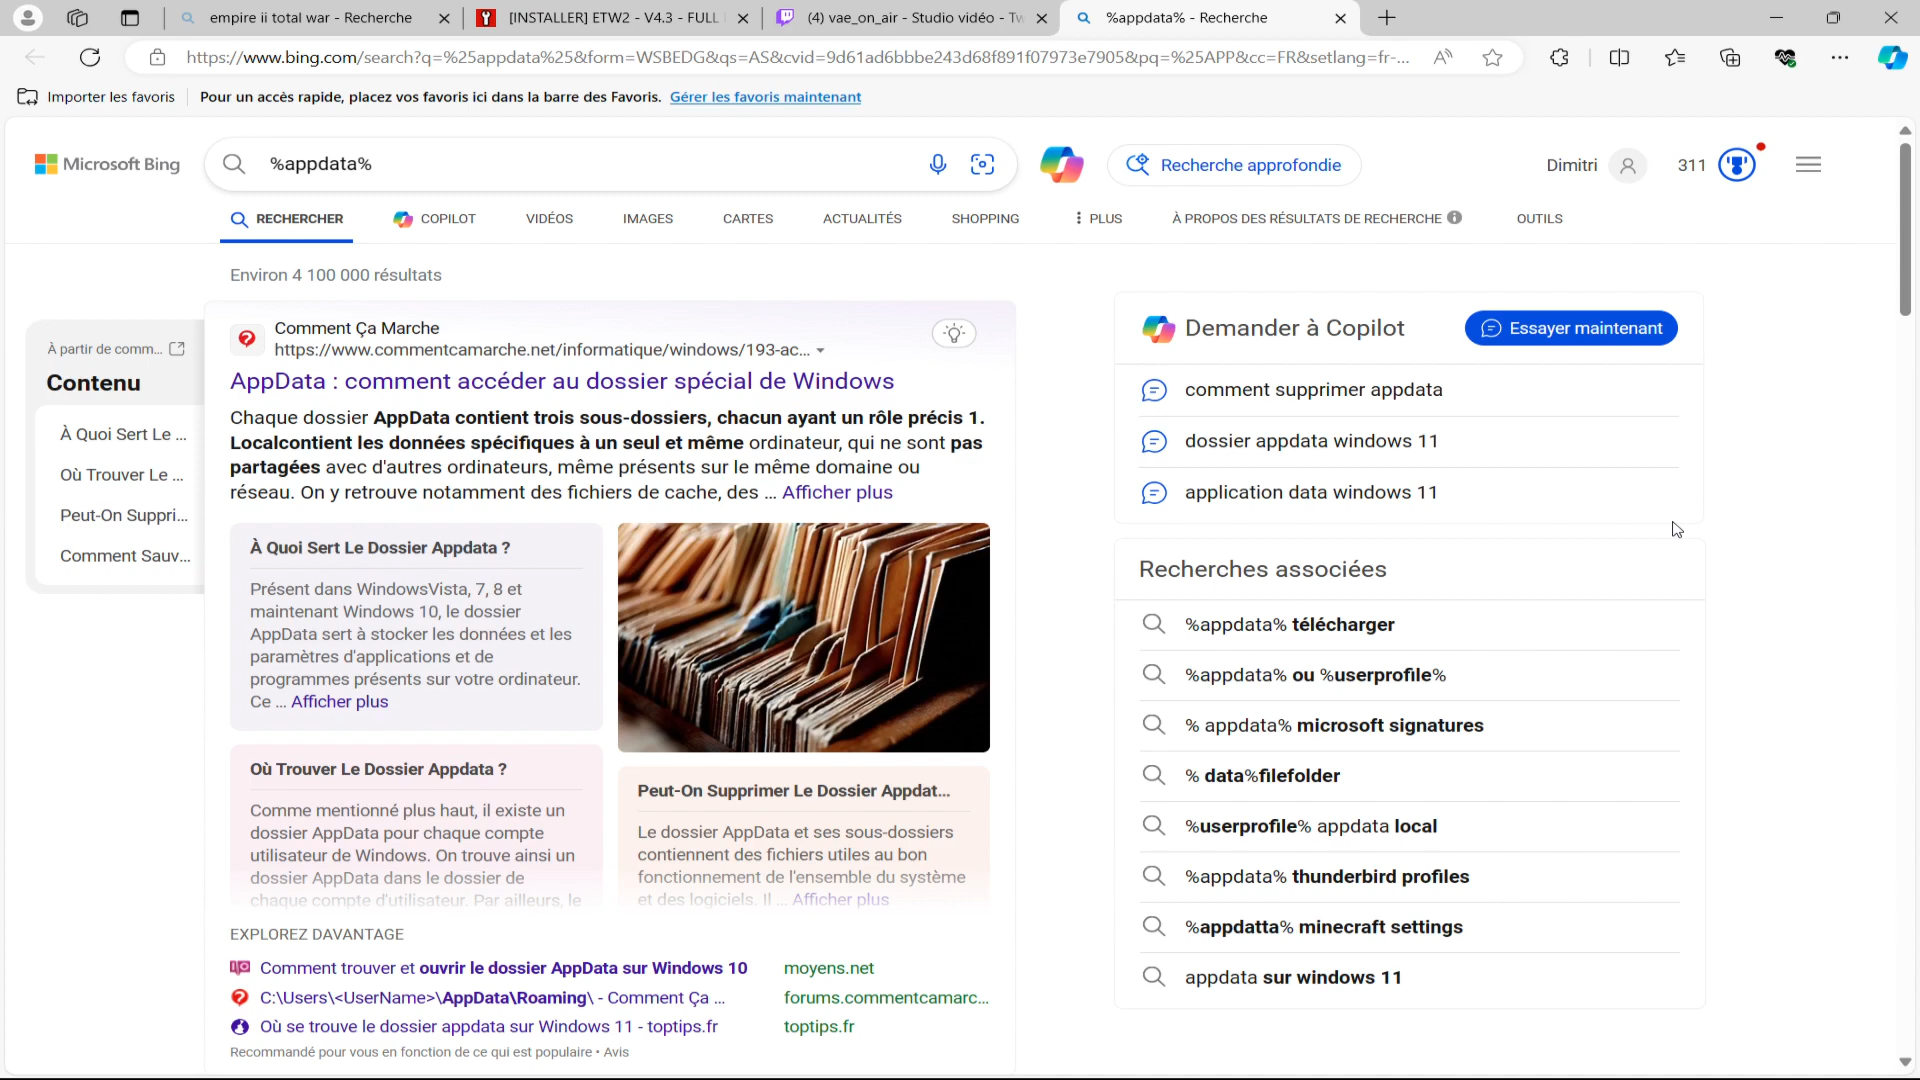 empire ii total war - Recherche
[INSTALLER] ETW2 - V4.3 - FULL
(4) vae_on_air - Studio vidéo - Tw
%appdata% - Recherche
https://www.bing.com/search?q=%25appdata%25&form=WSBEDG&qs=AS&cvid=9d61ad6bbbe243d68f891f07973e7905&pq=%25APP&cc=FR&setlang=fr-...
Importer les favoris
Pour un accès rapide, placez vos favoris ici dans la barre des Favoris. Gérer les favoris maintenant
Microsoft Bing
%appdata%
Recherche approfondie
Dimitri
311
RECHERCHER
COPILOT
VIDÉOS
IMAGES
CARTES
ACTUALITÉS
SHOPPING
PLUS
À PROPOS DES RÉSULTATS DE RECHERCHE
OUTILS
Environ 4 100 000 résultats
À partir de comm...
Contenu
À Quoi Sert Le ...
Où Trouver Le ...
Peut-On Suppri...
Comment Sauv...
Comment Ça Marche
https://www.commentcamarche.net/informatique/windows/193-ac...
AppData : comment accéder au dossier spécial de Windows
Chaque dossier AppData contient trois sous-dossiers, chacun ayant un rôle précis 1.
Localcontient les données spécifiques à un seul et même ordinateur, qui ne sont pas
partagées avec d'autres ordinateurs, même présents sur le même domaine ou
réseau. On y retrouve notamment des fichiers de cache, des ... Afficher plus
À Quoi Sert Le Dossier Appdata ?
Présent dans WindowsVista, 7, 8 et
maintenant Windows 10, le dossier
AppData sert à stocker les données et les
paramètres d'applications et de
programmes présents sur votre ordinateur.
Ce ... Afficher plus
Où Trouver Le Dossier Appdata ?
Comme mentionné plus haut, il existe un
dossier AppData pour chaque compte
utilisateur de Windows. On trouve ainsi un
dossier AppData dans le dossier de
chaque compte d'utilisateur. Par ailleurs, le
Peut-On Supprimer Le Dossier Appdat...
Le dossier AppData et ses sous-dossiers
contiennent des fichiers utiles au bon
fonctionnement de l'ensemble du système
et des logiciels. Il ... Afficher plus
EXPLOREZ DAVANTAGE
Comment trouver et ouvrir le dossier AppData sur Windows 10 moyens.net
C:\Users\<UserName>\AppData\Roaming\ - Comment Ça ... forums.commentcamarc...
Où se trouve le dossier appdata sur Windows 11 - toptips.fr toptips.fr
Recommandé pour vous en fonction de ce qui est populaire • Avis
Demander à Copilot
Essayer maintenant
comment supprimer appdata
dossier appdata windows 11
application data windows 11
Recherches associées
%appdata% télécharger
%appdata% ou %userprofile%
% appdata% microsoft signatures
% data%filefolder
%userprofile% appdata local
%appdata% thunderbird profiles
%appdatta% minecraft settings
appdata sur windows 11